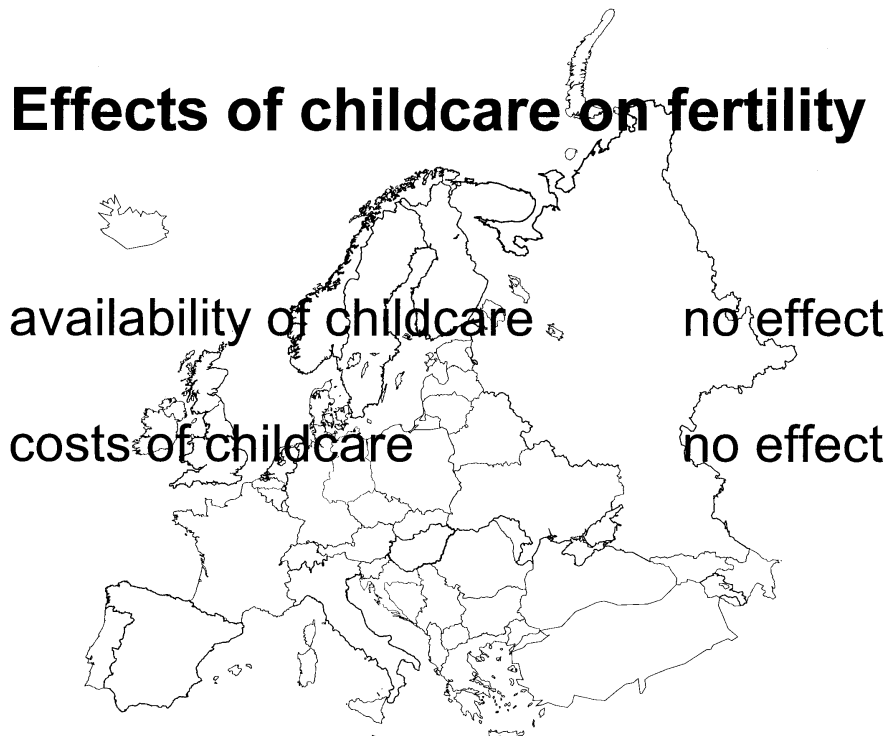 Effects of childcare on fertility
availability of childcare no effect
costs of childcare no effect